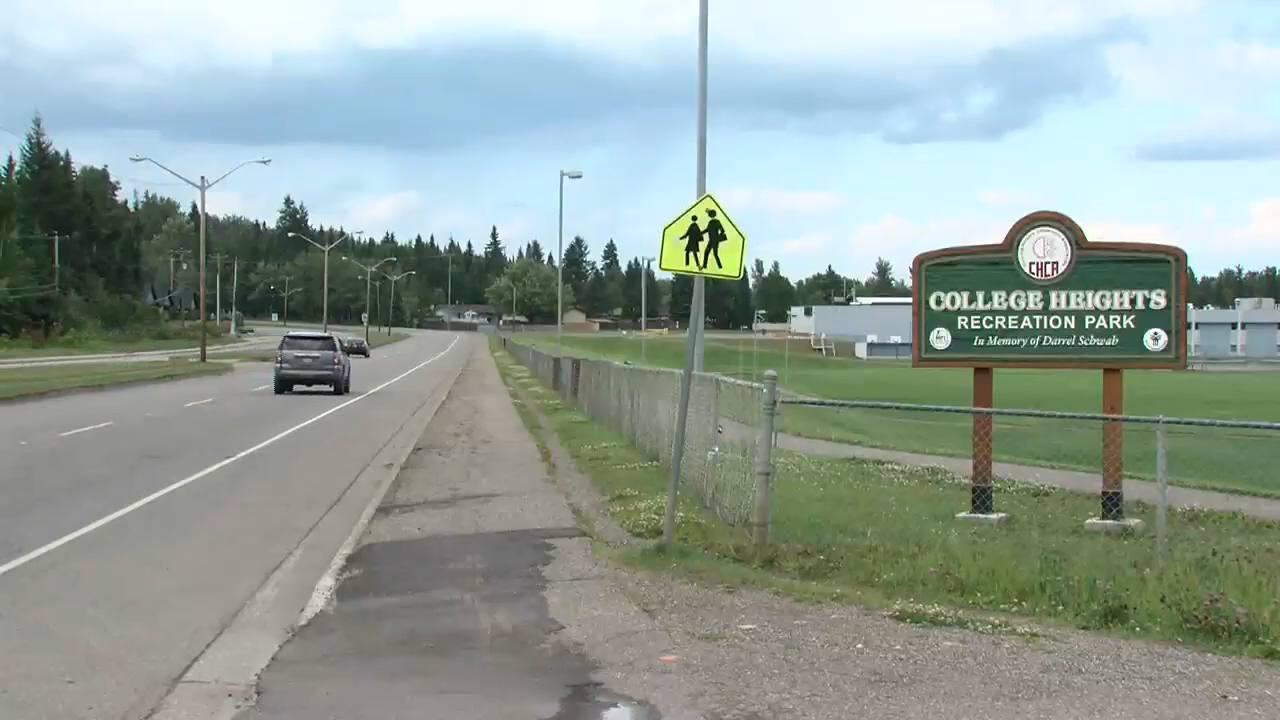 CHCA
COLLEGE HEIGHTS
RECREATION PARK
In Memory of Darrel Schwab